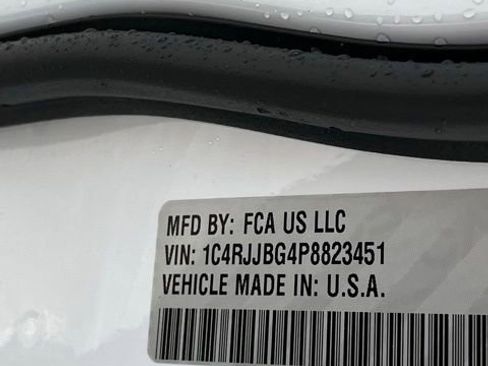 MFD BY: FCA US LLC
VIN: 1C4RJJBG4P8823451
VEHICLE MADE IN: U.S.A.